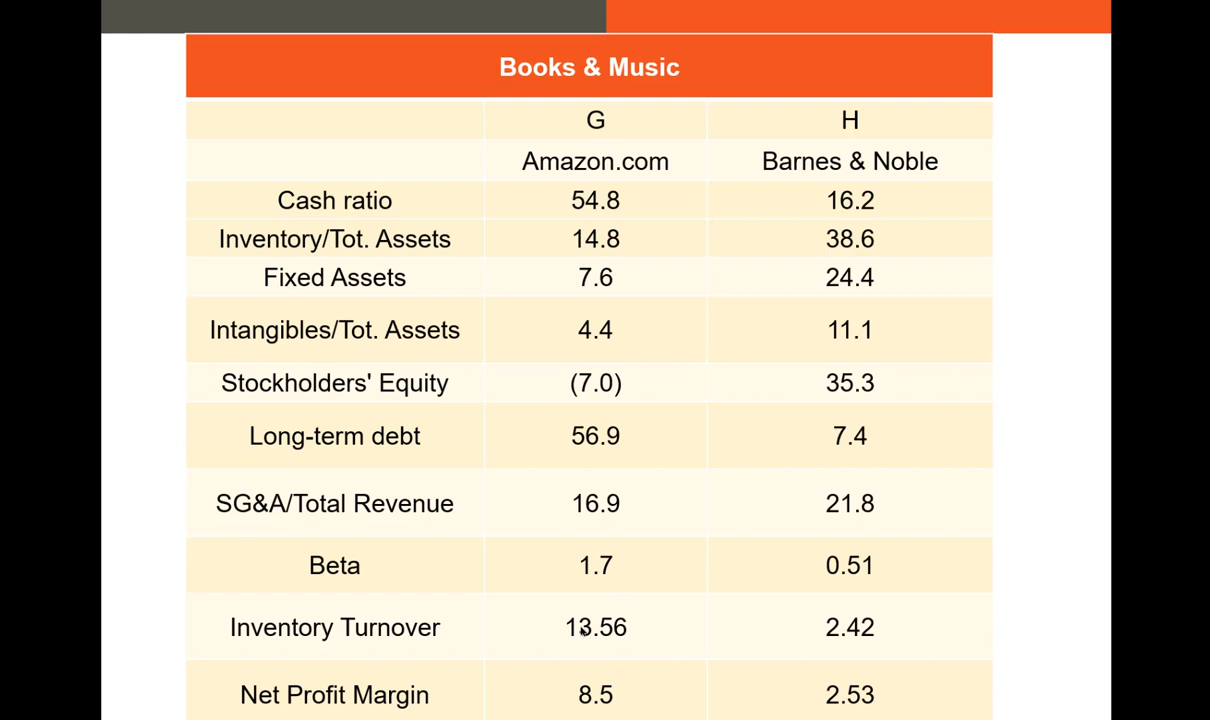 Books & Music
G H
Amazon.com Barnes & Noble
Cash ratio 54.8 16.2
Inventory/Tot. Assets 14.8 38.6
Fixed Assets 7.6 24.4
Intangibles/Tot. Assets 4.4 11.1
Stockholders' Equity (7.0) 35.3
Long-term debt 56.9 7.4
SG&A/Total Revenue 16.9 21.8
Beta 1.7 0.51
Inventory Turnover 13.56 2.42
Net Profit Margin 8.5 2.53